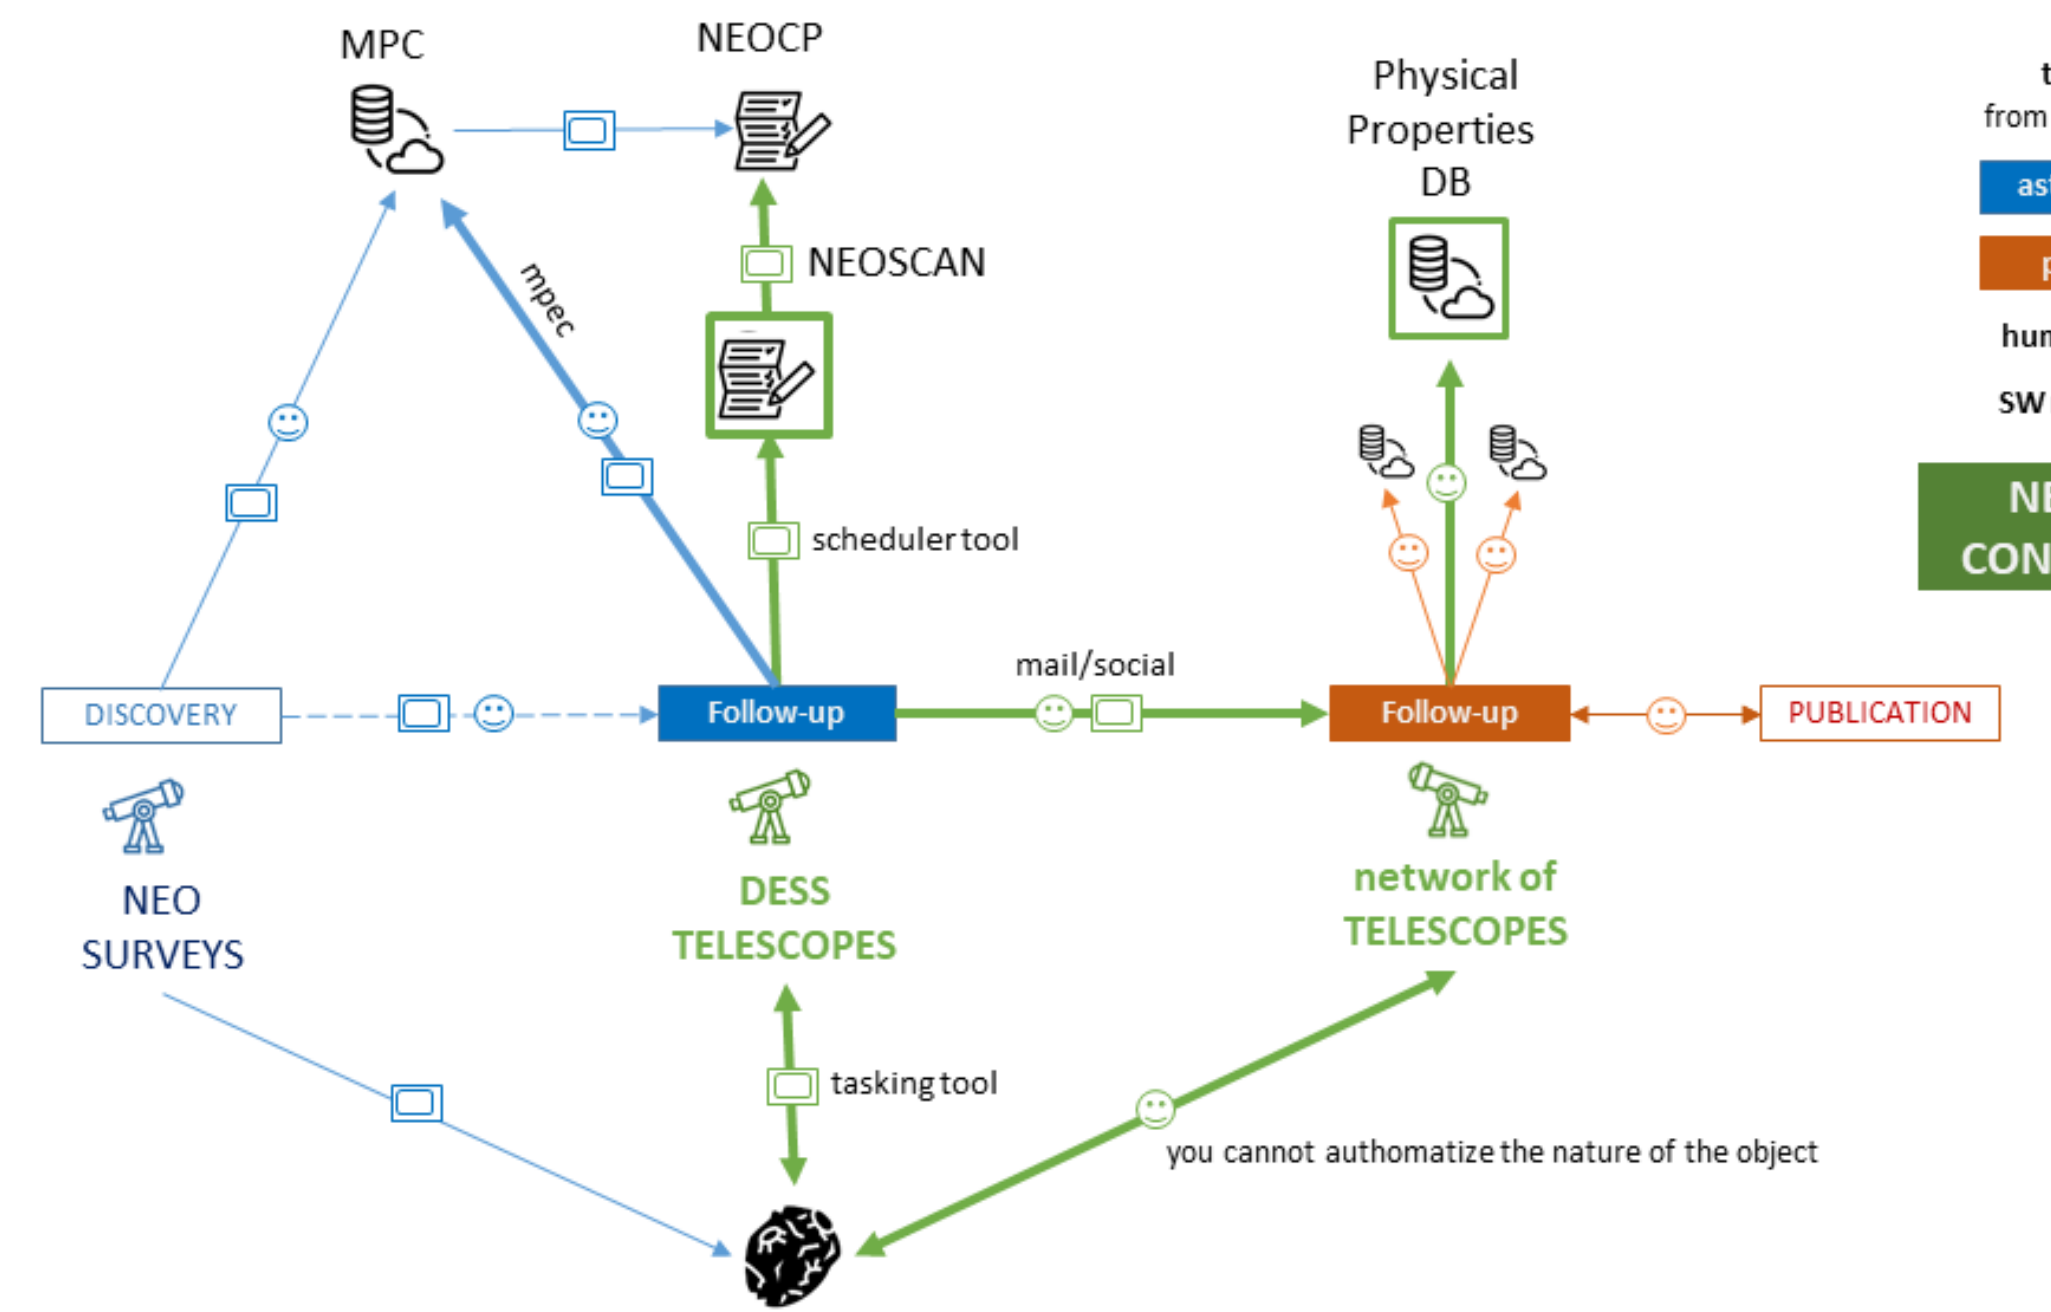 MPC
NEOCP
Physical
Properties
DB
t
from
ast
p
hum
SW
NE
CON
NEOSCAN
mpec
scheduler tool
mail/social
DISCOVERY
Follow-up
Follow-up
PUBLICATION
NEO
SURVEYS
DESS
TELESCOPES
network of
TELESCOPES
tasking tool
you cannot authomatize the nature of the object